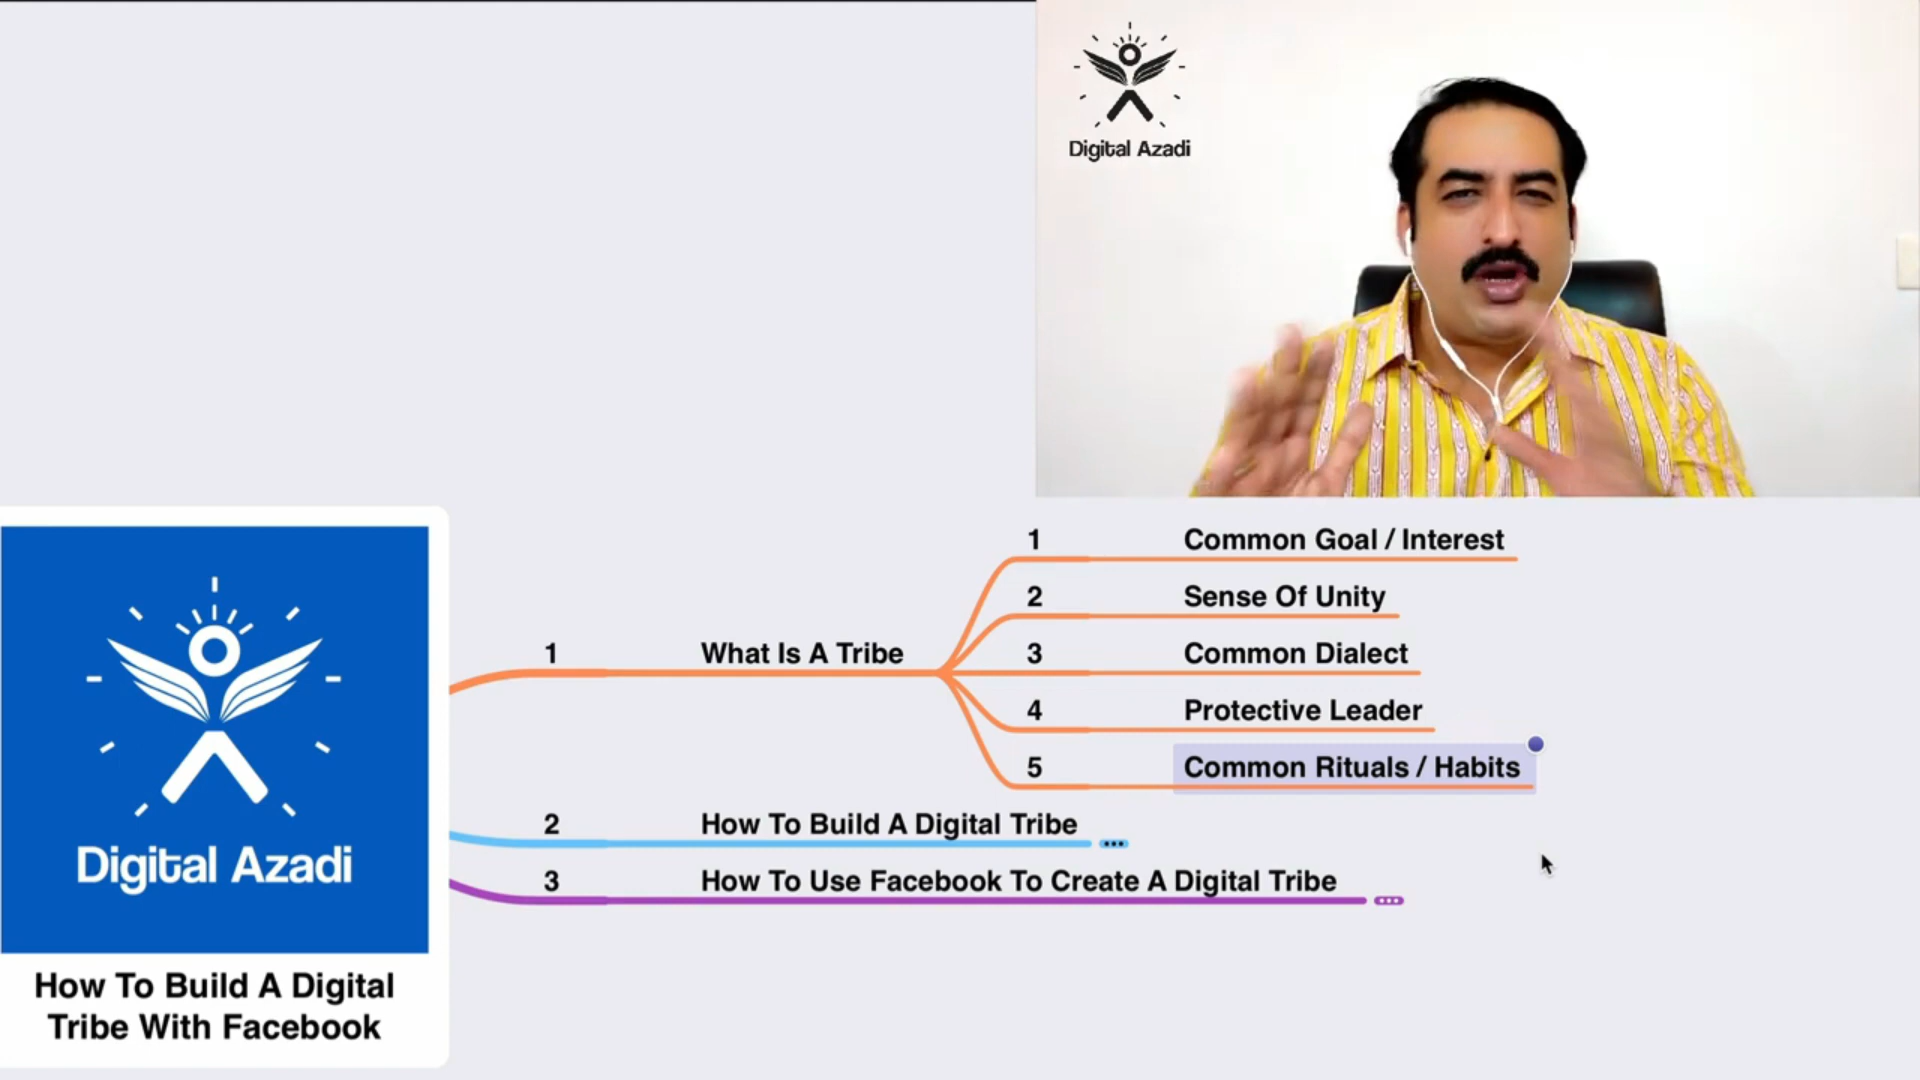 Digital Azadi
1 Common Goal / Interest
2 Sense Of Unity
1 What Is A Tribe
3 Common Dialect
4 Protective Leader
5 Common Rituals / Habits
2 How To Build A Digital Tribe
3 How To Use Facebook To Create A Digital Tribe
Digital Azadi
How To Build A Digital
Tribe With Facebook